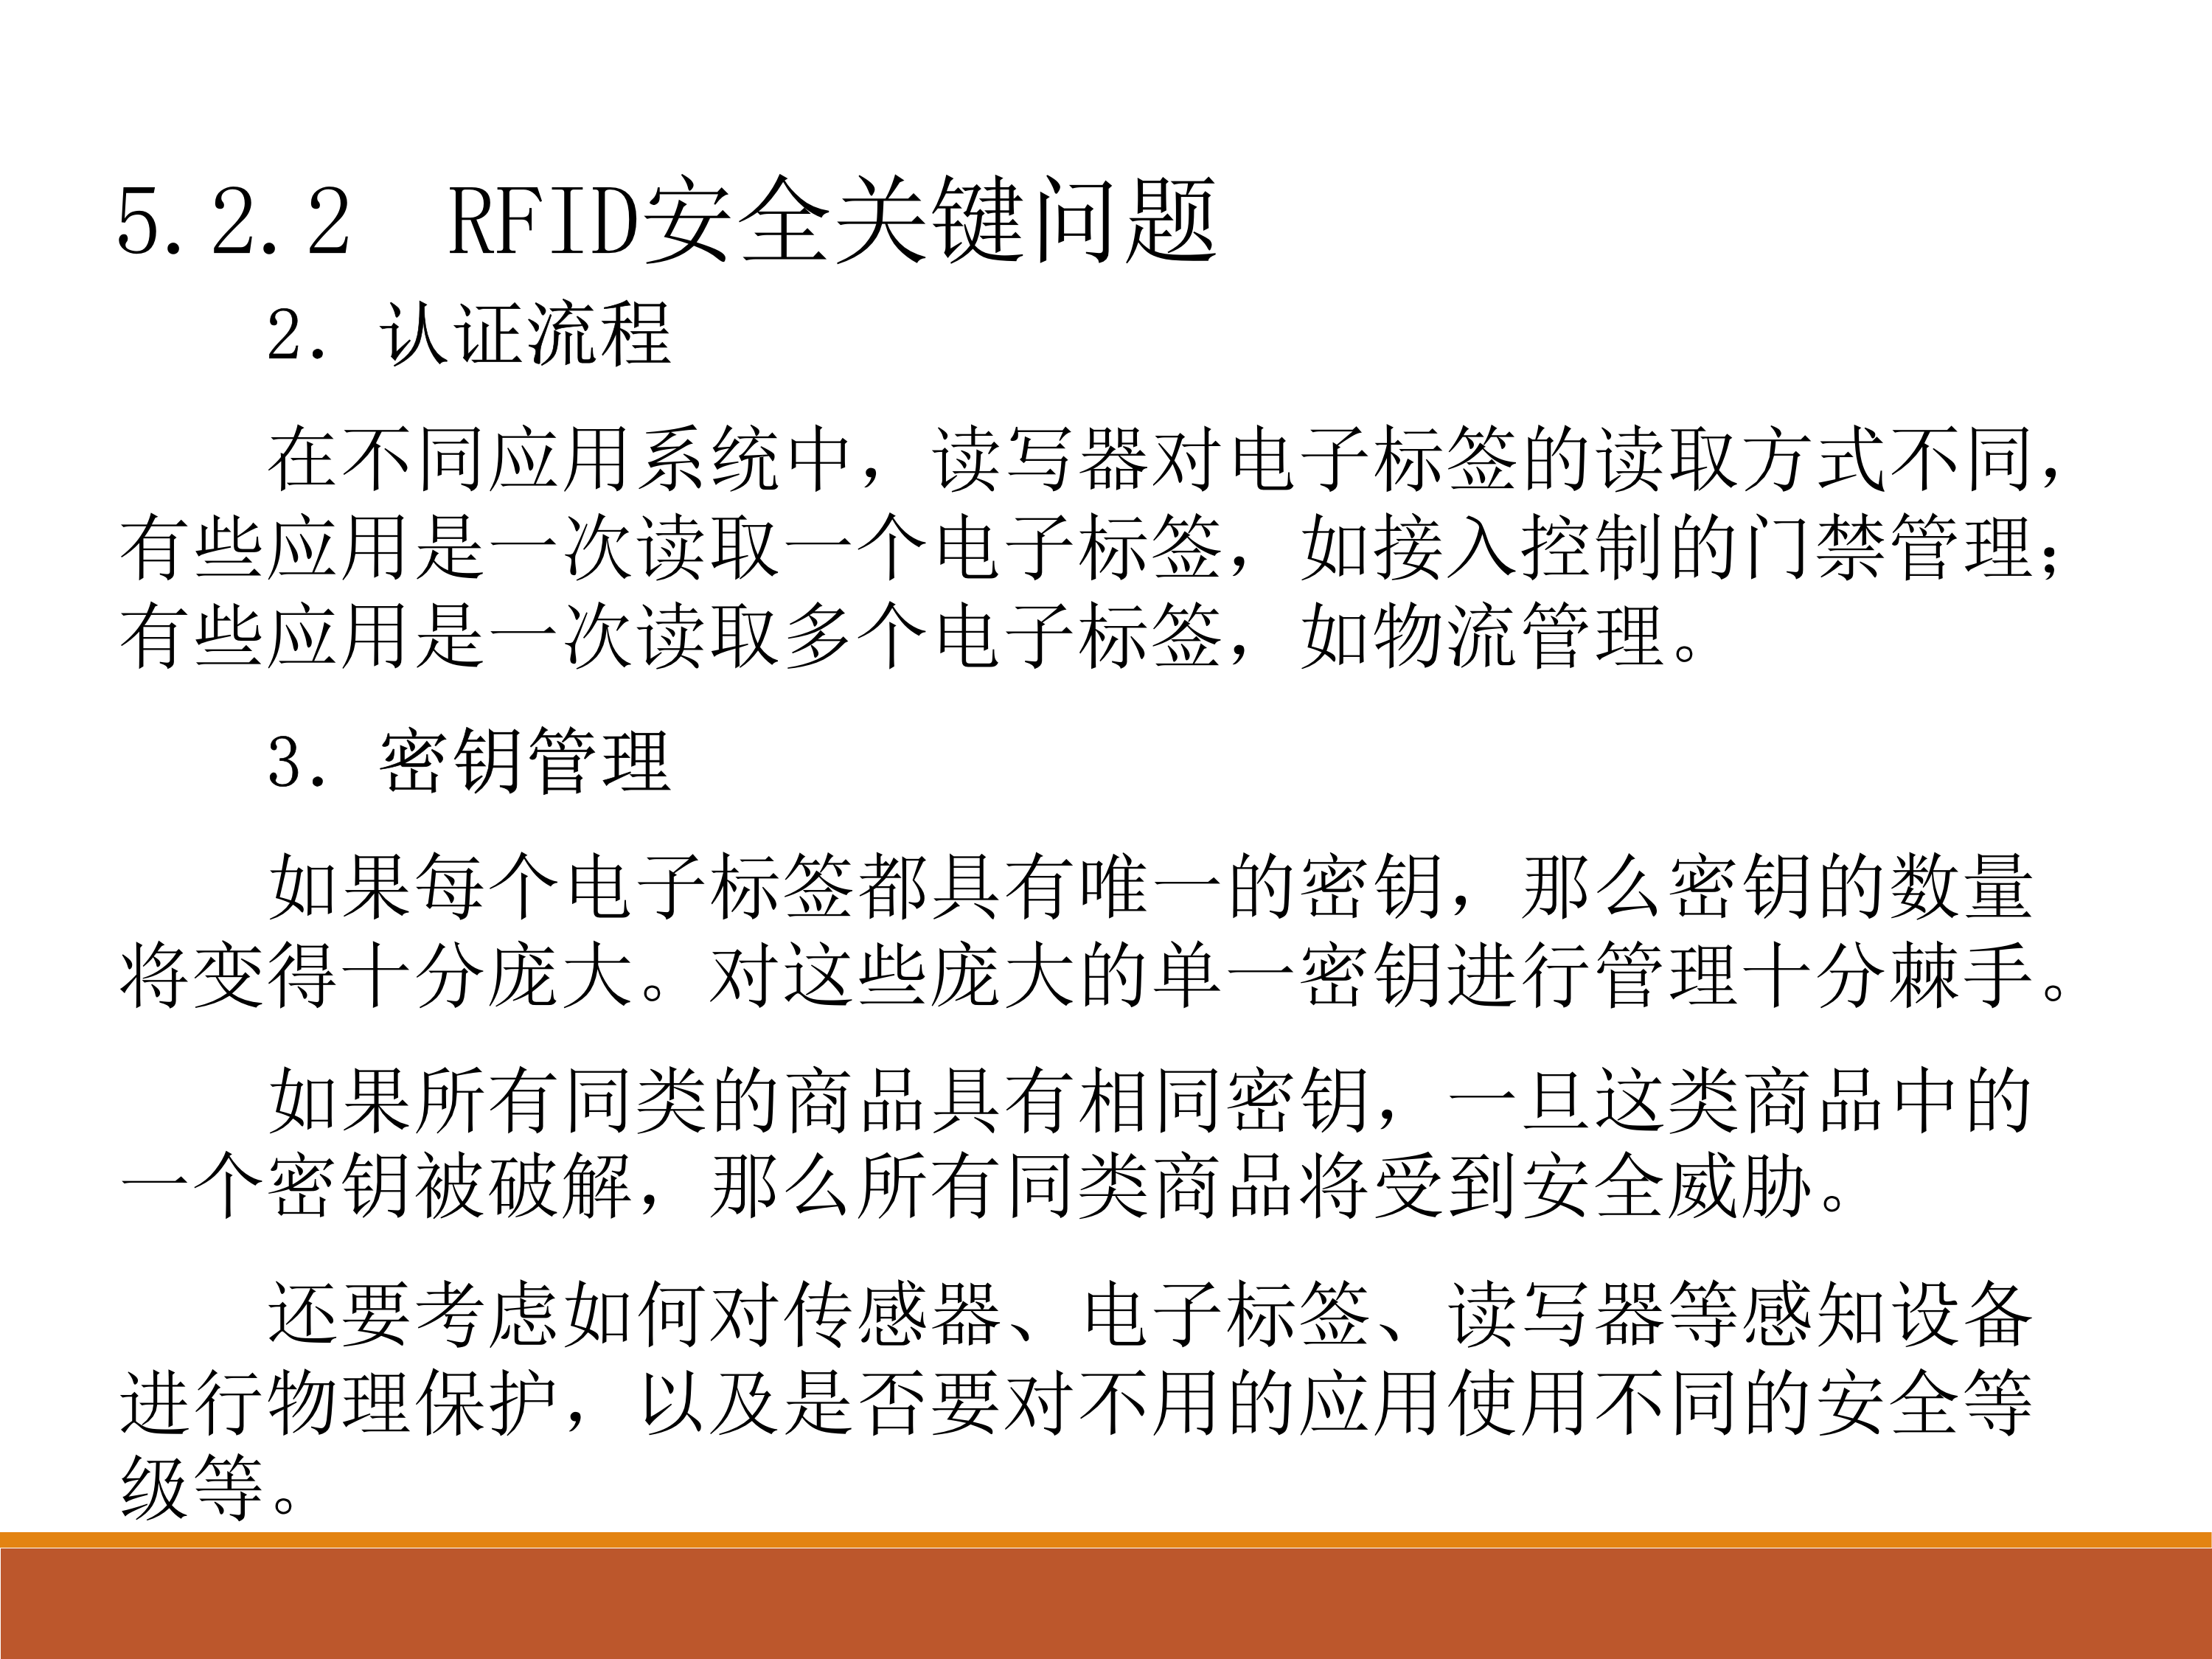 5.2.2 RFID安全关键问题
2. 认证流程
在不同应用系统中，读写器对电子标签的读取方式不同，
有些应用是一次读取一个电子标签，如接入控制的门禁管理；
有些应用是一次读取多个电子标签，如物流管理。
3. 密钥管理
如果每个电子标签都具有唯一的密钥，那么密钥的数量
将变得十分庞大。对这些庞大的单一密钥进行管理十分棘手。
如果所有同类的商品具有相同密钥，一旦这类商品中的
一个密钥被破解，那么所有同类商品将受到安全威胁。
还要考虑如何对传感器、电子标签、读写器等感知设备
进行物理保护，以及是否要对不用的应用使用不同的安全等
级等。